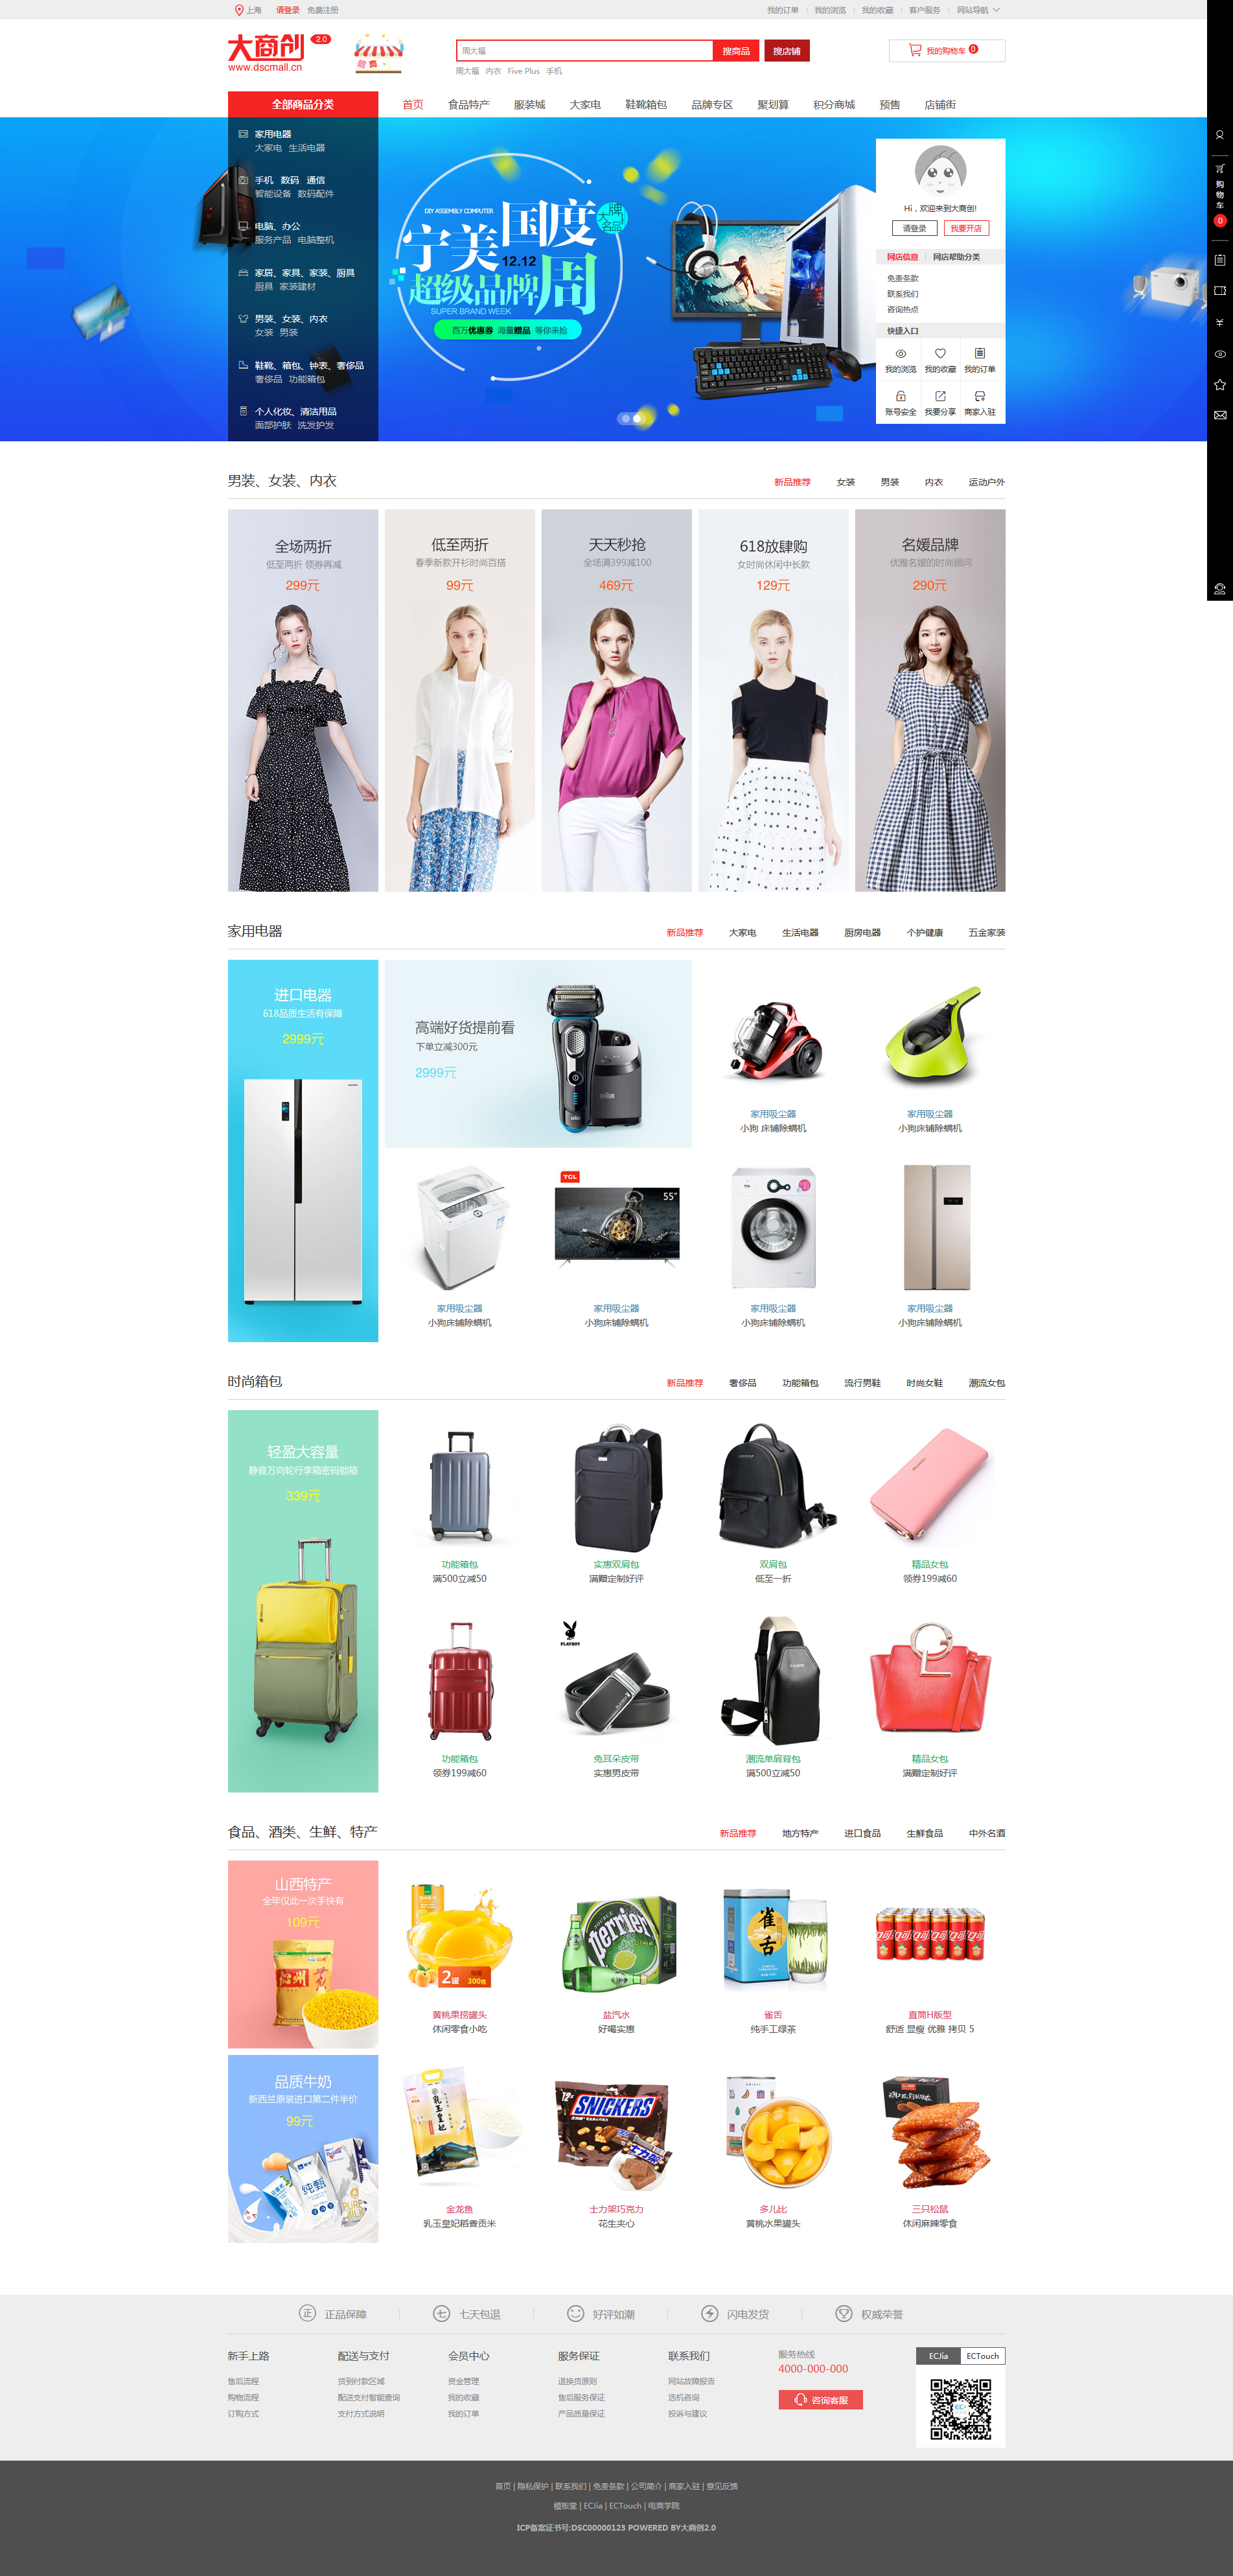 上海 请登录 免费注册
我的订单 我的浏览 我的收藏 客户服务 网站导航
大商创 2.0
www.dscmall.cn
周大福 搜商品 搜店铺
周大福 内衣 Five Plus 手机
我的购物车 0
全部商品分类 首页 食品特产 服装城 大家电 鞋靴箱包 品牌专区 聚划算 积分商城 预售 店铺街
家用电器
大家电 生活电器
手机、数码、通信
智能设备 数码配件
电脑、办公
服务产品 电脑整机
家居、家具、家装、厨具
厨具 家装建材
男装、女装、内衣
女装 男装
鞋靴、箱包、钟表、奢侈品
奢侈品 功能箱包
个人化妆、清洁用品
面部护肤 洗发护发
DIY ASSEMBLY COMPUTER
国度
大牌名品
宁美
12.12
超级品牌周
SUPER BRAND WEEK
百万优惠券 海量赠品 等你来抢
Hi，欢迎来到大商创!
请登录 我要开店
网店信息 网店帮助分类
免责条款
联系我们
咨询热点
快捷入口
我的浏览 我的收藏 我的订单
账号安全 我要分享 商家入驻
购物车
0
男装、女装、内衣
新品推荐 女装 男装 内衣 运动户外
全场两折
低至两折 领券再减
299元
低至两折
春季新款开衫时尚百搭
99元
天天秒抢
全场满399减100
469元
618放肆购
女时尚休闲中长款
129元
名媛品牌
优雅名媛的时尚顾问
290元
家用电器
新品推荐 大家电 生活电器 厨房电器 个护健康 五金家装
进口电器
618品质生活有保障
2999元
高端好货提前看
下单立减300元
2999元
家用吸尘器
小狗 床铺除螨机
家用吸尘器
小狗床铺除螨机
TCL
55"
家用吸尘器
小狗床铺除螨机
家用吸尘器
小狗床铺除螨机
家用吸尘器
小狗床铺除螨机
家用吸尘器
小狗床铺除螨机
时尚箱包
新品推荐 奢侈品 功能箱包 流行男鞋 时尚女鞋 潮流女包
轻盈大容量
静音万向轮行李箱密码锁箱
339元
功能箱包
满500立减50
实惠双肩包
满赠定制好评
双肩包
低至一折
精品女包
领券199减60
PLAYBOY
功能箱包
领券199减60
兔耳朵皮带
实惠男皮带
潮流单肩背包
满500立减50
精品女包
满赠定制好评
食品、酒类、生鲜、特产
新品推荐 地方特产 进口食品 生鲜食品 中外名酒
山西特产
全年仅此一次手快有
109元
2罐 300克
perrier
雀舌
黄桃果捞罐头
休闲零食小吃
盐汽水
好喝实惠
雀舌
纯手工绿茶
直筒H版型
舒适 显瘦 优雅 拷贝 5
品质牛奶
新西兰原装进口第二件半价
99元
纯甄
PURE MILK
乳玉皇妃
SNICKERS
士力架
金龙鱼
乳玉皇妃稻香贡米
士力架巧克力
花生夹心
多儿比
黄桃水果罐头
三只松鼠
休闲麻辣零食
正 正品保障 七 七天包退 好评如潮 闪电发货 权威荣誉
新手上路 配送与支付 会员中心 服务保证 联系我们
售后流程 货到付款区域 资金管理 退换货原则 网站故障报告
购物流程 配送支付智能查询 我的收藏 售后服务保证 选机咨询
订购方式 支付方式说明 我的订单 产品质量保证 投诉与建议
服务热线
4000-000-000
咨询客服
ECJia ECTouch
首页 | 隐私保护 | 联系我们 | 免责条款 | 公司简介 | 商家入驻 | 意见反馈
模板堂 | ECJia | ECTouch | 电商学院
ICP备案证书号:DSC00000123 POWERED BY大商创2.0